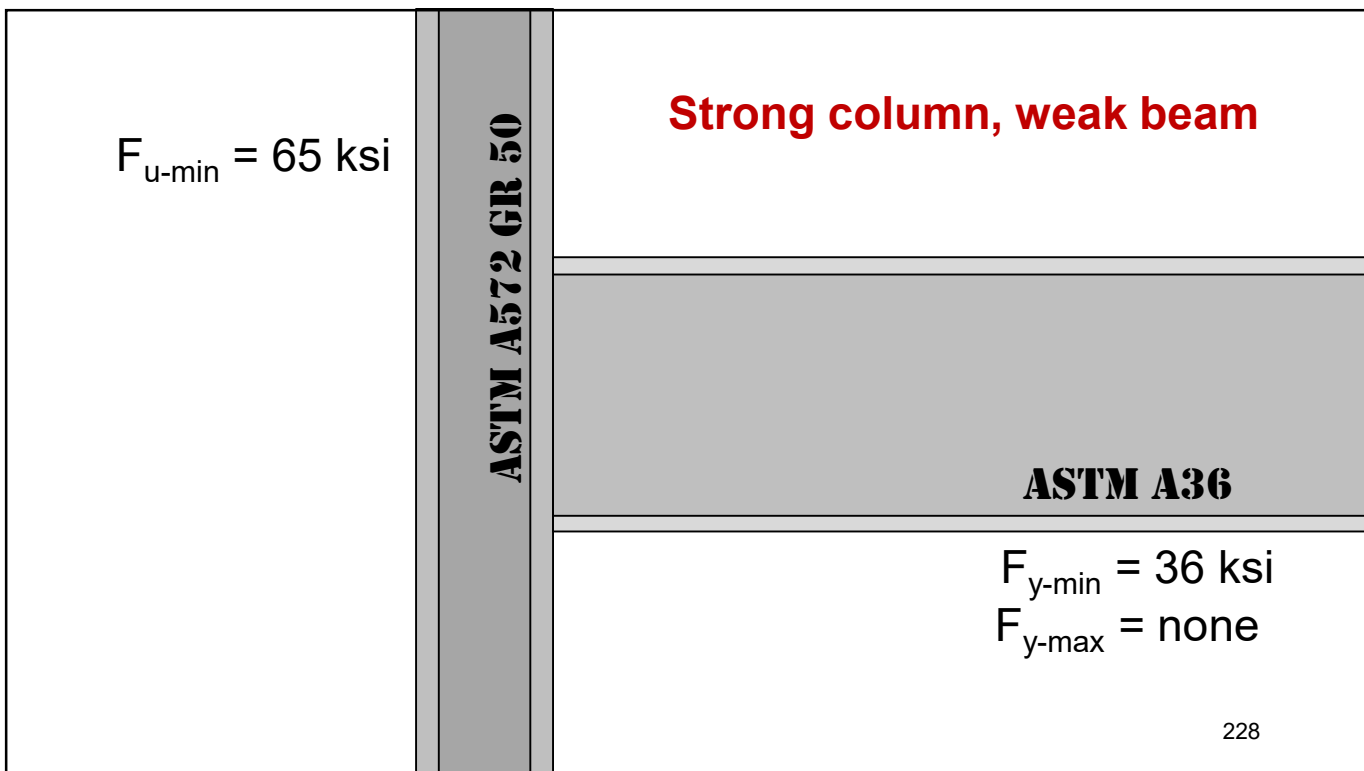 Strong column, weak beam
Fu-min = 65 ksi
ASTM A572 GR 50
ASTM A36
Fy-min = 36 ksi
Fy-max = none
228